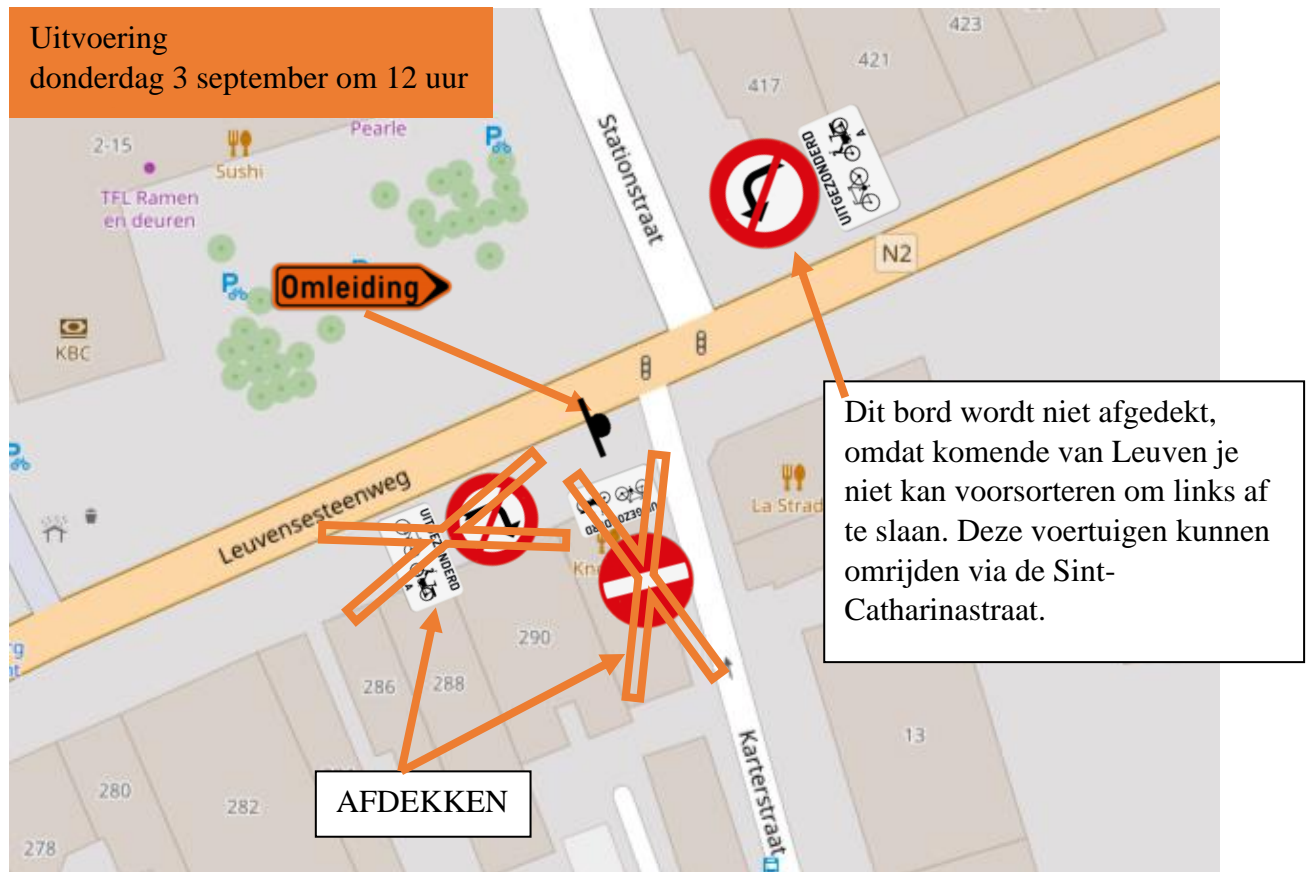 Uitvoering
donderdag 3 september om 12 uur
423
421
417
2-15
Pearle
Sushi
TFL Ramen
en deuren
Stationstraat
UITGEZONDERD
A
N2
Omleiding
KBC
Dit bord wordt niet afgedekt,
omdat komende van Leuven je
niet kan voorsorteren om links af
te slaan. Deze voertuigen kunnen
omrijden via de Sint-
Catharinastraat.
La Strad
Leuvensesteenweg
A
290
286
288
13
Karterstraat
AFDEKKEN
280
282
278